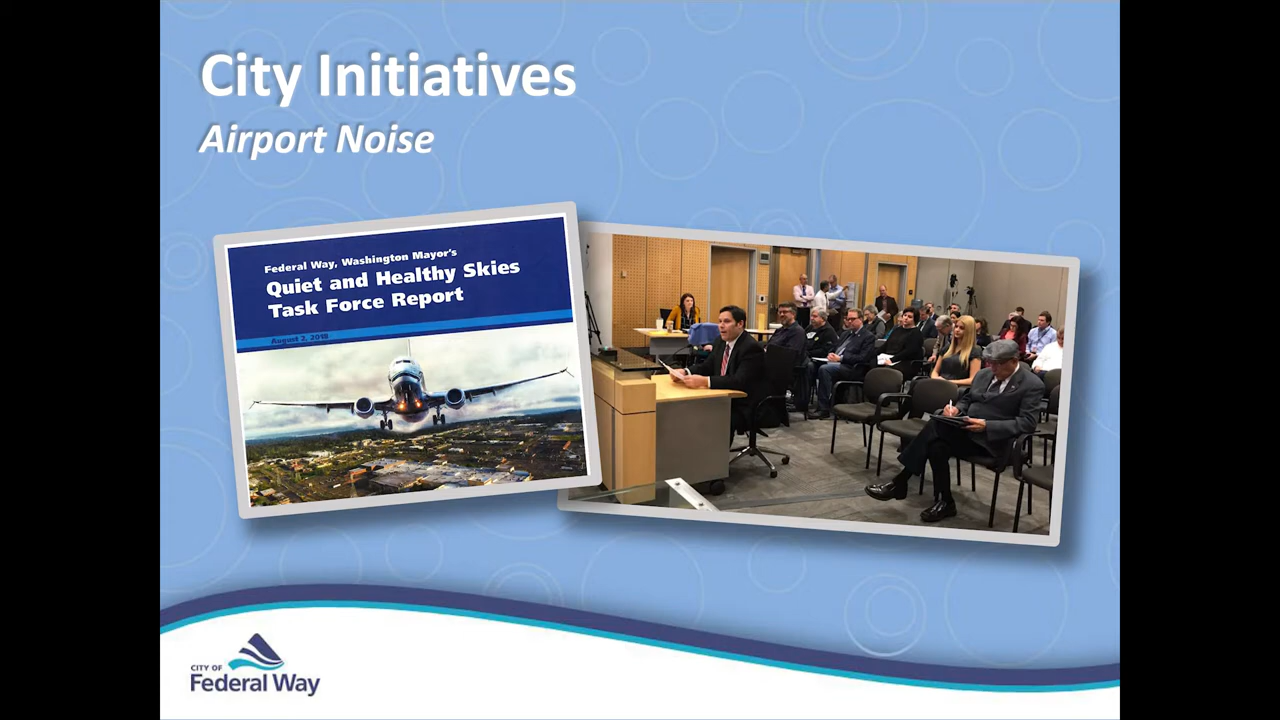 City Initiatives
Airport Noise
Federal Way, Washington Mayor's
Quiet and Healthy Skies
Task Force Report
August 2, 2018
CITY OF
Federal Way